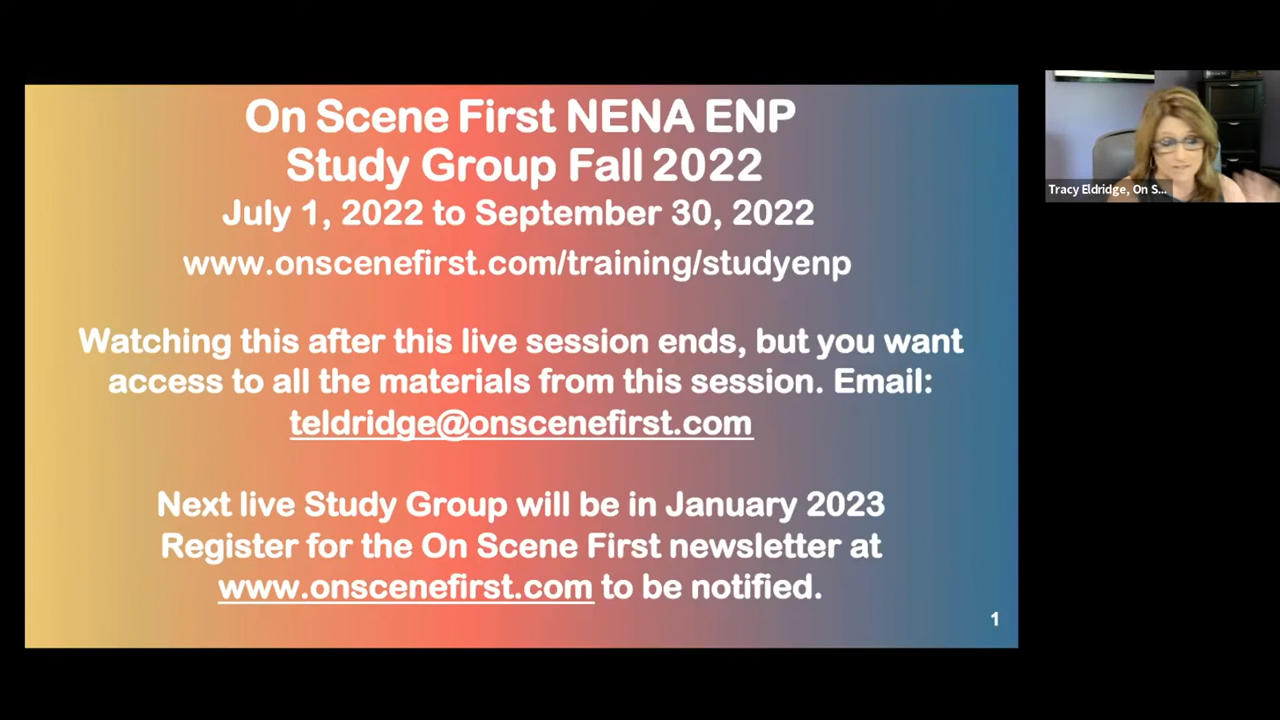 On Scene First NENA ENP
Study Group Fall 2022
July 1, 2022 to September 30, 2022
www.onscenefirst.com/training/studyenp
Watching this after this live session ends, but you want
access to all the materials from this session. Email:
teldridge@onscenefirst.com
Next live Study Group will be in January 2023
Register for the On Scene First newsletter at
www.onscenefirst.com to be notified.
1
Tracy Eldridge, On S...